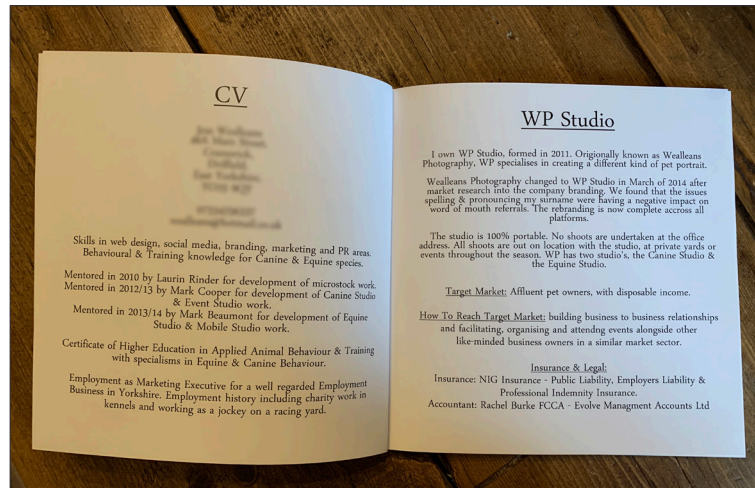 CV
Skills in web design, social media, branding, marketing and PR areas.
Behavioural & Training knowledge for Canine & Equine species.
Mentored in 2010 by Laurin Rinder for development of microstock work.
Mentored in 2012/13 by Mark Cooper for development of Canine Studio
& Event Studio work.
Mentored in 2013/14 by Mark Beaumont for development of Equine
Studio & Mobile Studio work.
Certificate of Higher Education in Applied Animal Behaviour & Training
with specialisms in Equine & Canine Behaviour.
Employment as Marketing Executive for a well regarded Employment
Business in Yorkshire. Employment history including charity work in
kennels and working as a jockey on a racing yard.
WP Studio
I own WP Studio, formed in 2011. Origionally known as Wealleans
Photography, WP specialises in creating a different kind of pet portrait.
Wealleans Photography changed to WP Studio in March of 2014 after
market research into the company branding. We found that the issues
spelling & pronouncing my surname were having a negative impact on
word of mouth referrals. The rebranding is now complete accross all
platforms.
The studio is 100% portable. No shoots are undertaken at the office
address. All shoots are out on location with the studio, at private yards or
events throughout the season. WP has two studio's, the Canine Studio &
the Equine Studio.
Target Market: Affluent pet owners, with disposable income.
How To Reach Target Market: building business to business relationships
and facilitating, organising and attendng events alongside other
like-minded business owners in a similar market sector.
Insurance & Legal:
Insurance: NIG Insurance - Public Liability, Employers Liability &
Professional Indemnity Insurance.
Accountant: Rachel Burke FCCA - Evolve Managment Accounts Ltd